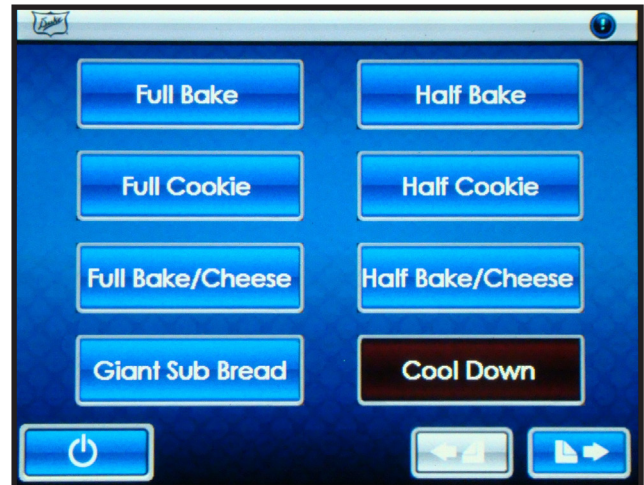 Duke
Full Bake
Half Bake
Full Cookie
Half Cookie
Full Bake/Cheese
Half Bake/Cheese
Giant Sub Bread
Cool Down